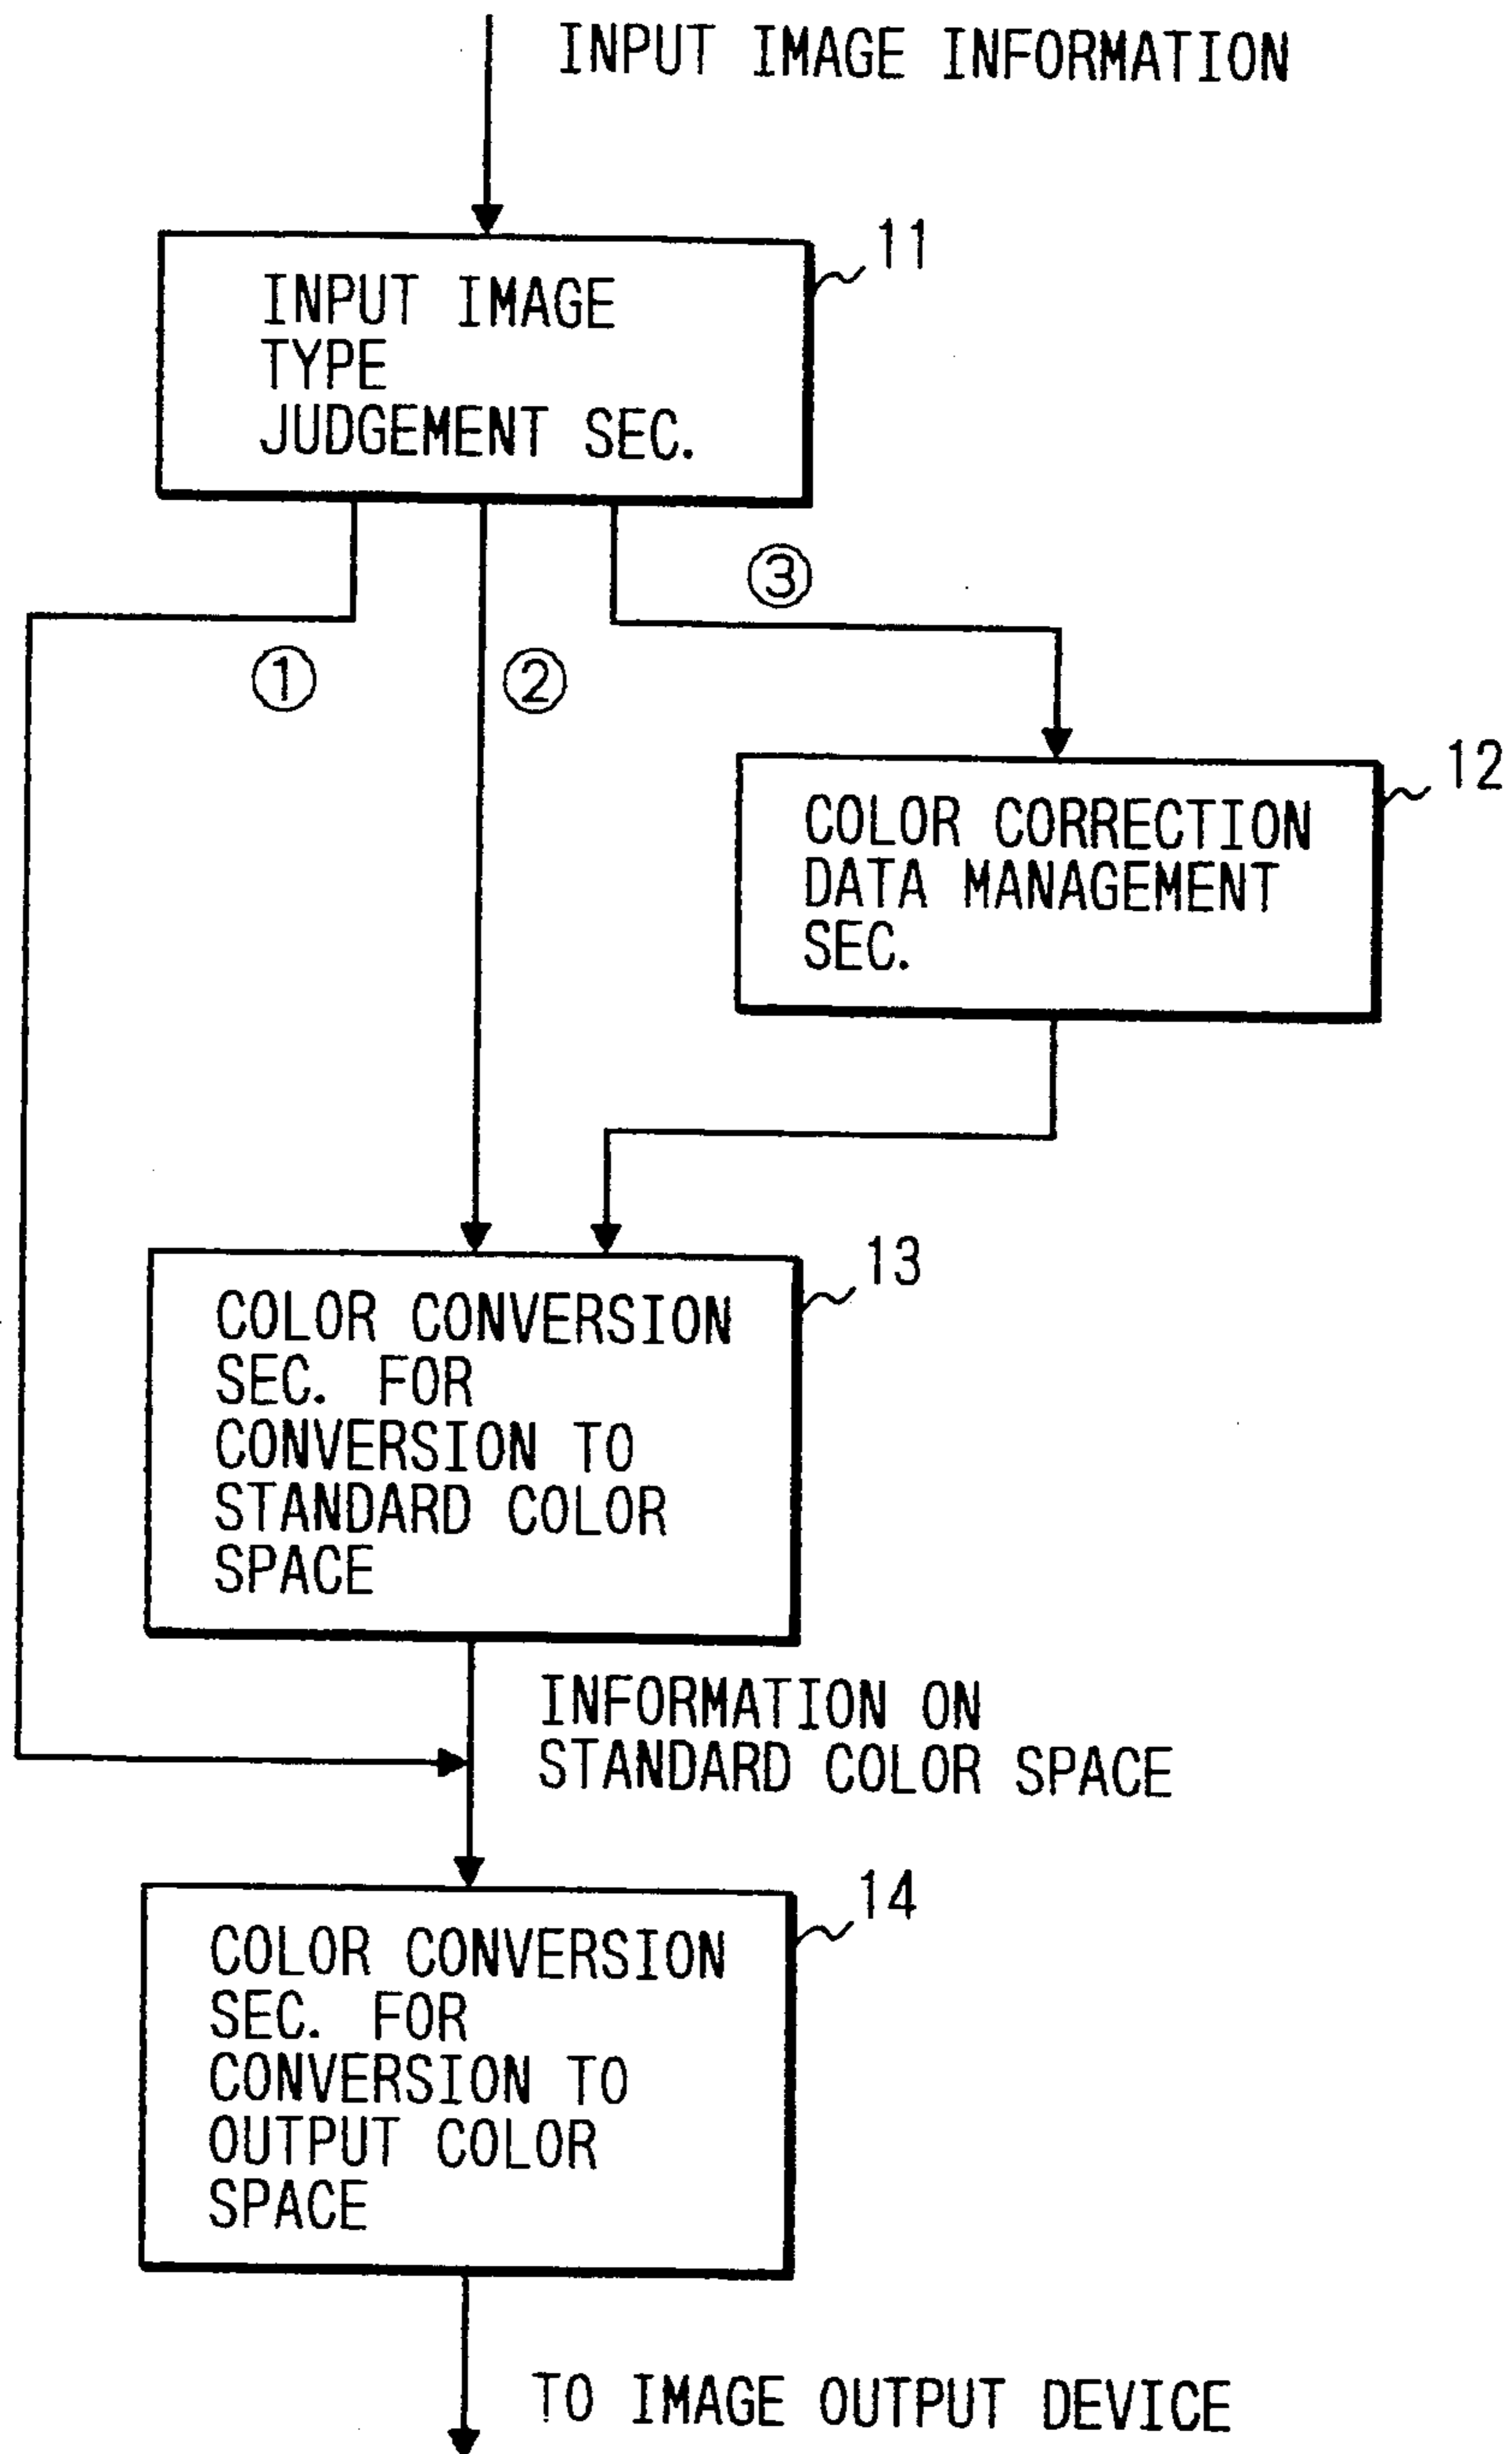 INPUT IMAGE INFORMATION
11
INPUT IMAGE
TYPE
JUDGEMENT SEC.
③
①
②
12
COLOR CORRECTION
DATA MANAGEMENT
SEC.
13
COLOR CONVERSION
SEC. FOR
CONVERSION TO
STANDARD COLOR
SPACE
INFORMATION ON
STANDARD COLOR SPACE
14
COLOR CONVERSION
SEC. FOR
CONVERSION TO
OUTPUT COLOR
SPACE
TO IMAGE OUTPUT DEVICE